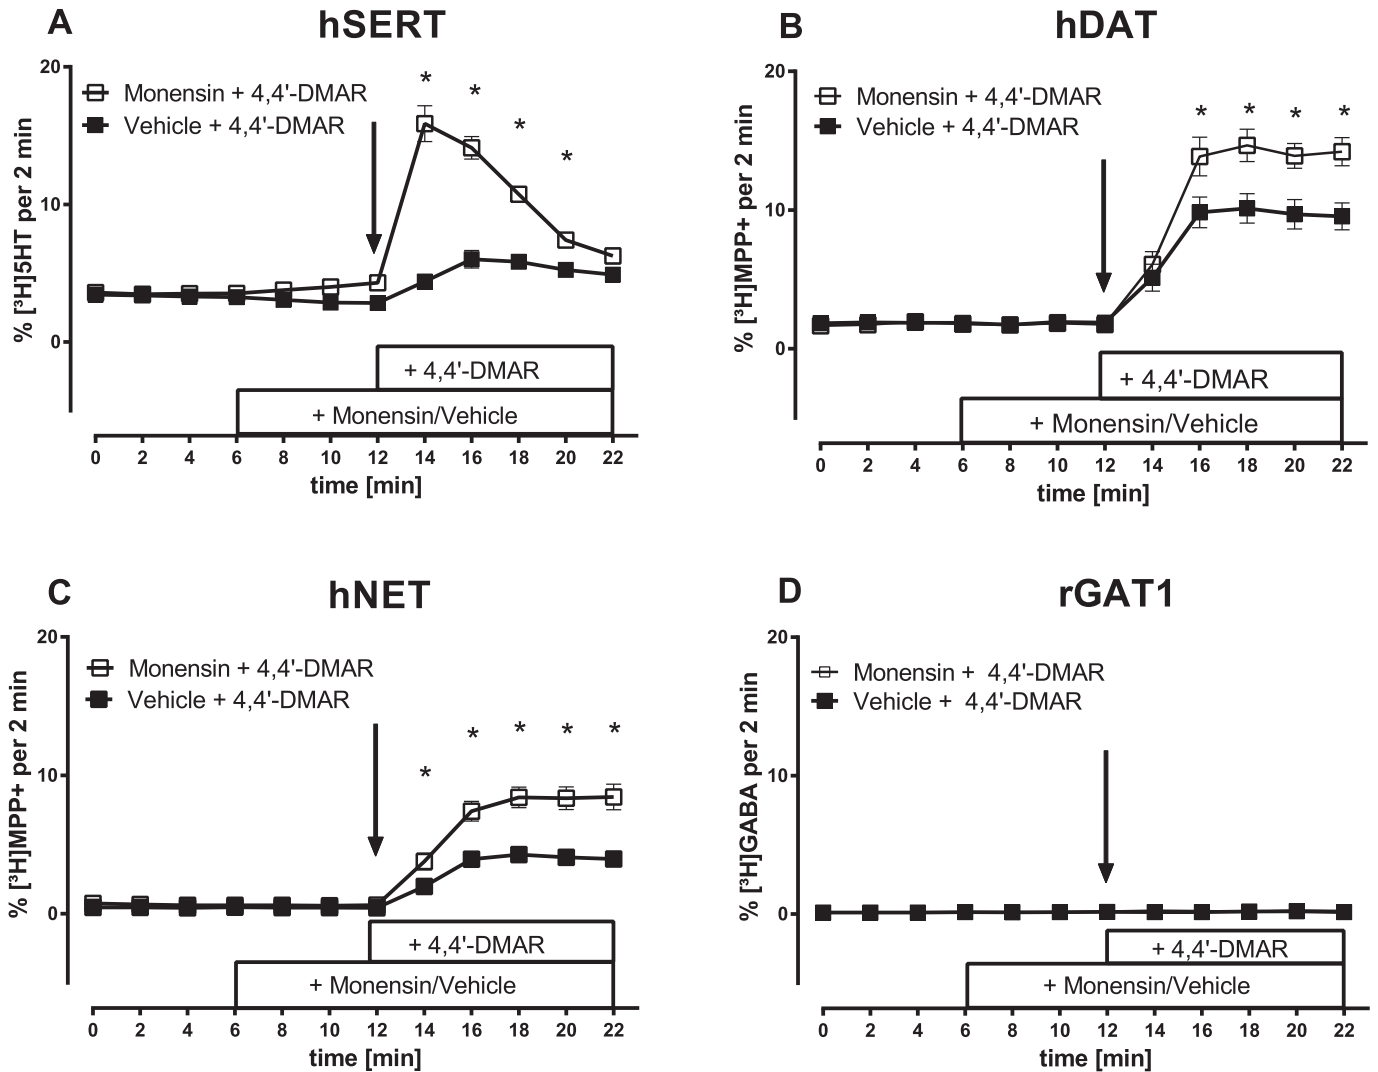 A
hSERT
20
10
0
% [³H]5HT per 2 min
Monensin + 4,4'-DMAR
Vehicle + 4,4'-DMAR
* * * *
+ 4,4'-DMAR
+ Monensin/Vehicle
0 2 4 6 8 10 12 14 16 18 20 22
time [min]
B
hDAT
20
10
0
% [³H]MPP+ per 2 min
Monensin + 4,4'-DMAR
Vehicle + 4,4'-DMAR
* * * *
+ 4,4'-DMAR
+ Monensin/Vehicle
0 2 4 6 8 10 12 14 16 18 20 22
time [min]
C
hNET
20
10
0
% [³H]MPP+ per 2 min
Monensin + 4,4'-DMAR
Vehicle + 4,4'-DMAR
* * * * *
+ 4,4'-DMAR
+ Monensin/Vehicle
0 2 4 6 8 10 12 14 16 18 20 22
time [min]
D
rGAT1
20
10
0
% [³H]GABA per 2 min
Monensin + 4,4'-DMAR
Vehicle + 4,4'-DMAR
+ 4,4'-DMAR
+ Monensin/Vehicle
0 2 4 6 8 10 12 14 16 18 20 22
time [min]